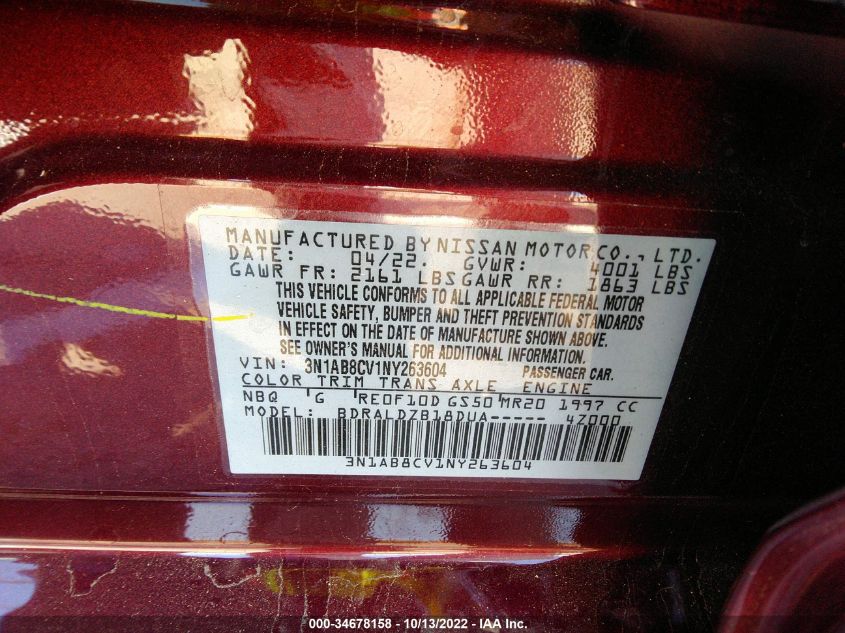 MANUFACTURED BY NISSAN MOTOR CO., LTD.
DATE: 04/22. GVWR: 4001 LBS
GAWR FR: 2161 LBS GAWR RR: 1863 LBS
THIS VEHICLE CONFORMS TO ALL APPLICABLE FEDERAL MOTOR
VEHICLE SAFETY, BUMPER AND THEFT PREVENTION STANDARDS
IN EFFECT ON THE DATE OF MANUFACTURE SHOWN ABOVE.
SEE OWNER'S MANUAL FOR ADDITIONAL INFORMATION
VIN: 3N1AB8CV1NY263604 PASSENGER CAR.
COLOR TRIM TRANS AXLE ENGINE
NBQ G RE0F10D GS50 MR20 1997 CC
MODEL: BDRALDZB18DUA----- 47000
3N1AB8CV1NY263604
000-34678158 - 10/13/2022 - IAA Inc.